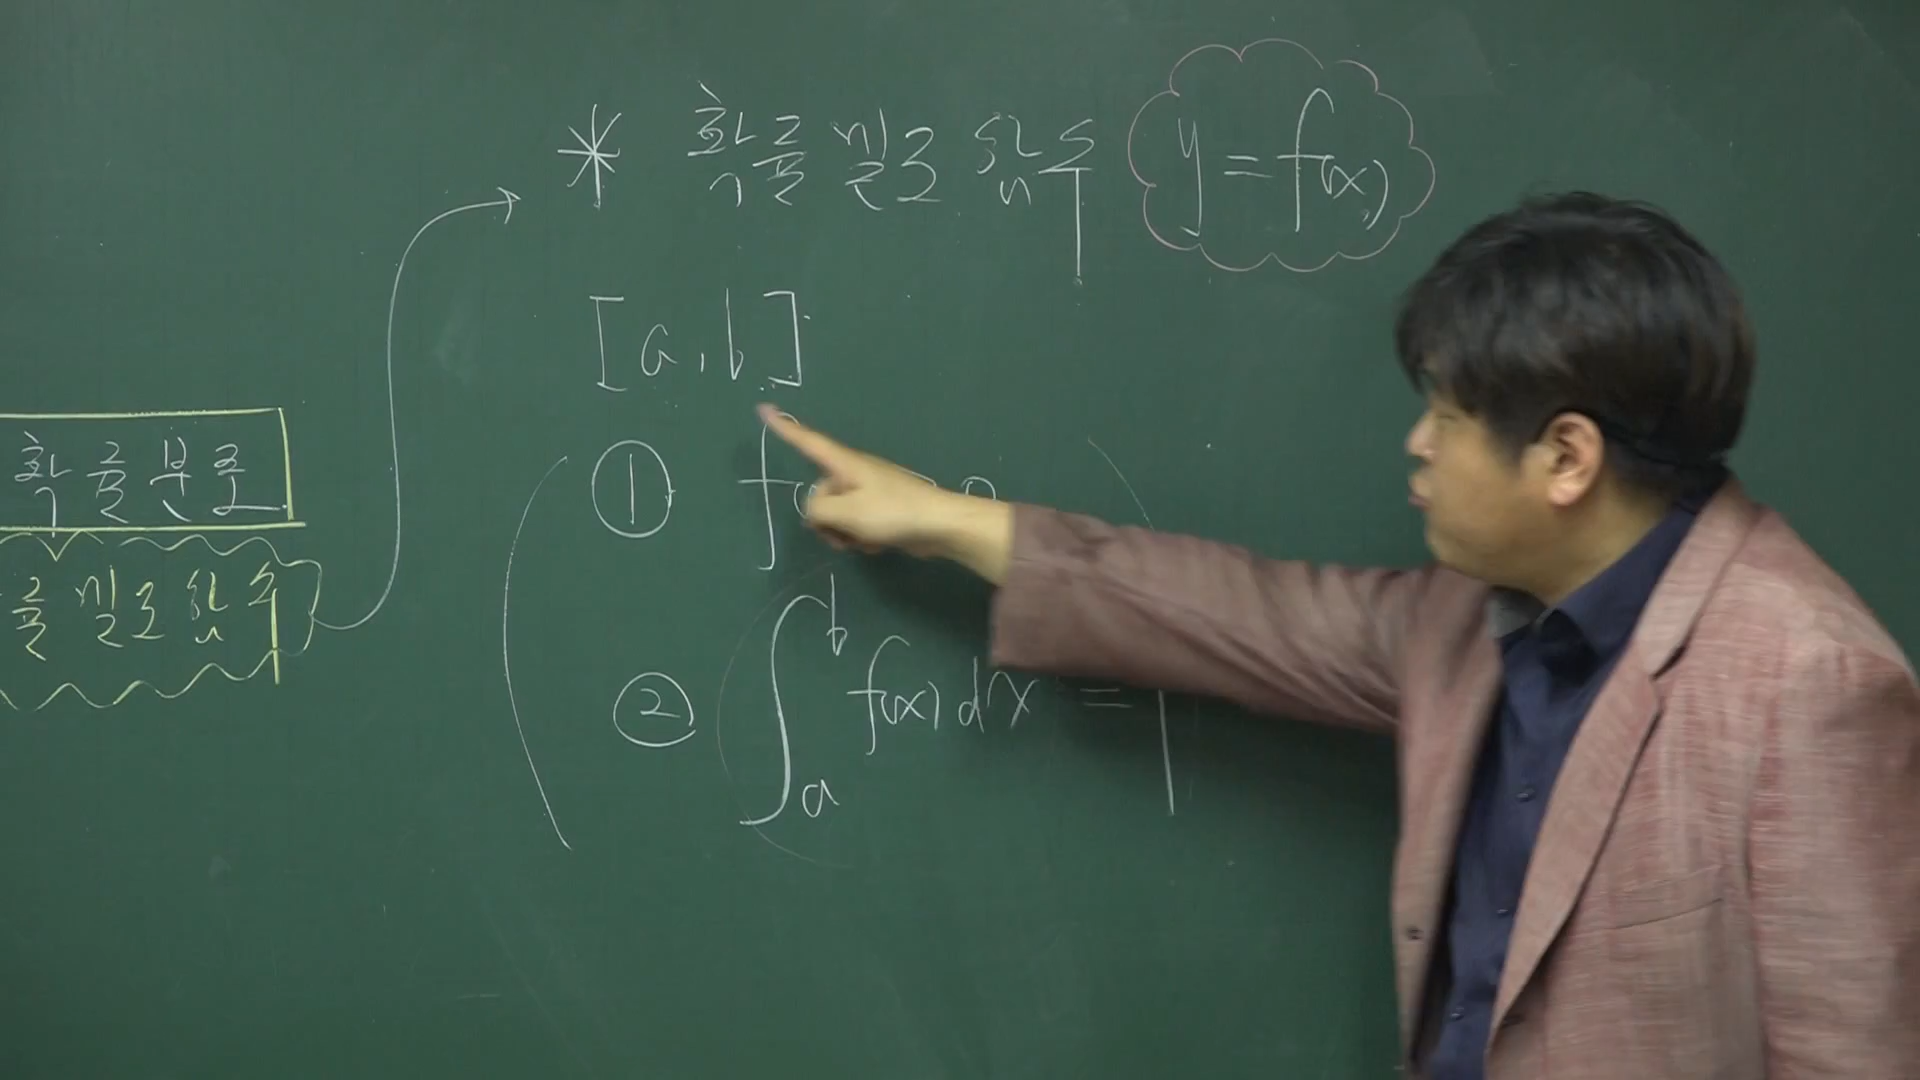 * 확률밀도함수 y = f(x)
[a, b]
확률분포
률밀도함수
① f(
② ∫_a^b f(x) dx = 1